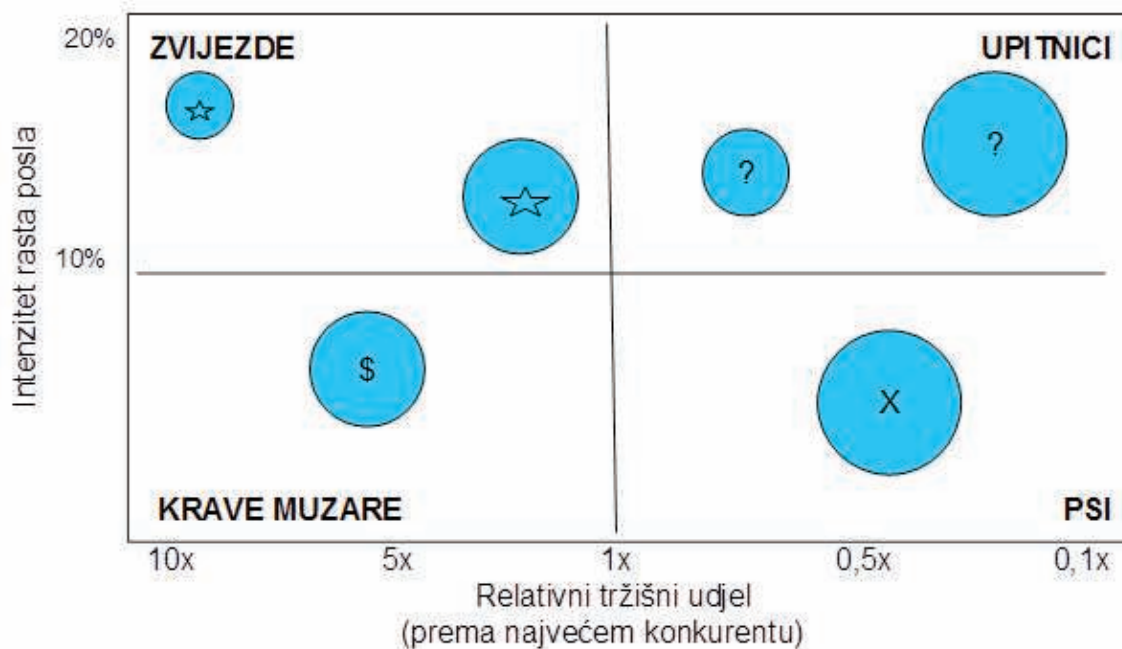 20%
ZVIJEZDE
UPITNICI
?
?
10%
Intenzitet rasta posla
$
X
KRAVE MUZARE
PSI
10x
5x
1x
0,5x
0,1x
Relativni tržišni udjel
(prema najvećem konkurentu)